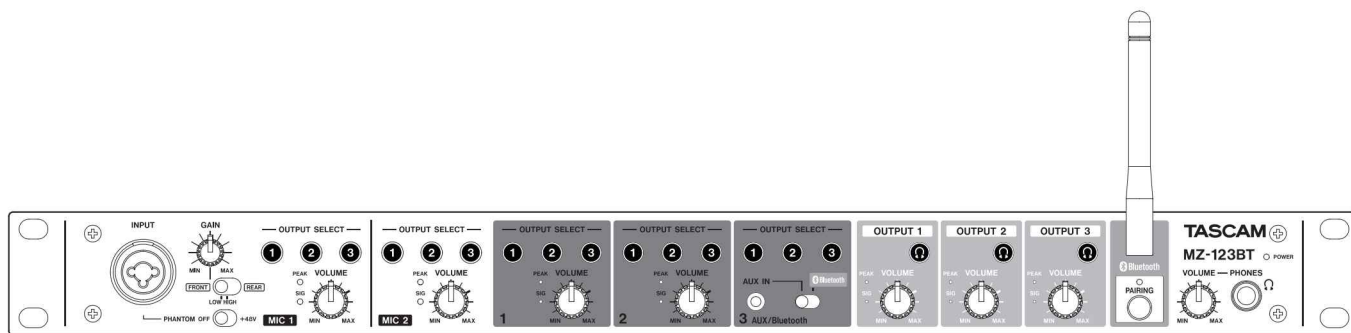 INPUT
GAIN
MIN MAX
FRONT REAR
LOW HIGH
PHANTOM OFF +48V
OUTPUT SELECT
1 2 3
PEAK VOLUME
SIG
MIC 1 MIN MAX
OUTPUT SELECT
1 2 3
PEAK VOLUME
SIG
MIC 2 MIN MAX
OUTPUT SELECT
1 2 3
PEAK VOLUME
SIG
1 MIN MAX
OUTPUT SELECT
1 2 3
PEAK VOLUME
SIG
2 MIN MAX
OUTPUT SELECT
1 2 3
AUX IN Bluetooth
3 AUX/Bluetooth
OUTPUT 1
PEAK VOLUME
SIG
MIN MAX
OUTPUT 2
PEAK VOLUME
SIG
MIN MAX
OUTPUT 3
PEAK VOLUME
SIG
MIN MAX
Bluetooth
PAIRING
TASCAM
MZ-123BT POWER
VOLUME PHONES
MIN MAX